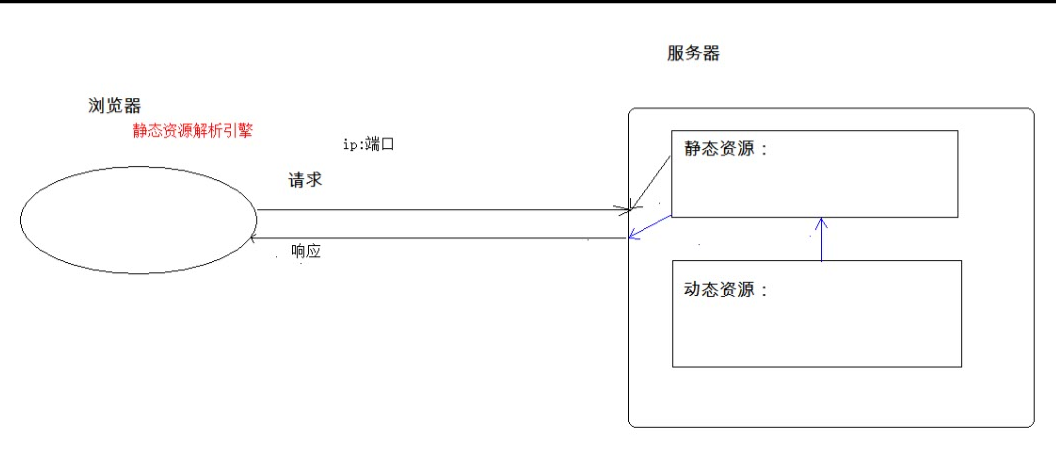 服务器
浏览器
静态资源解析引擎
ip:端口
请求
响应
静态资源：
动态资源：